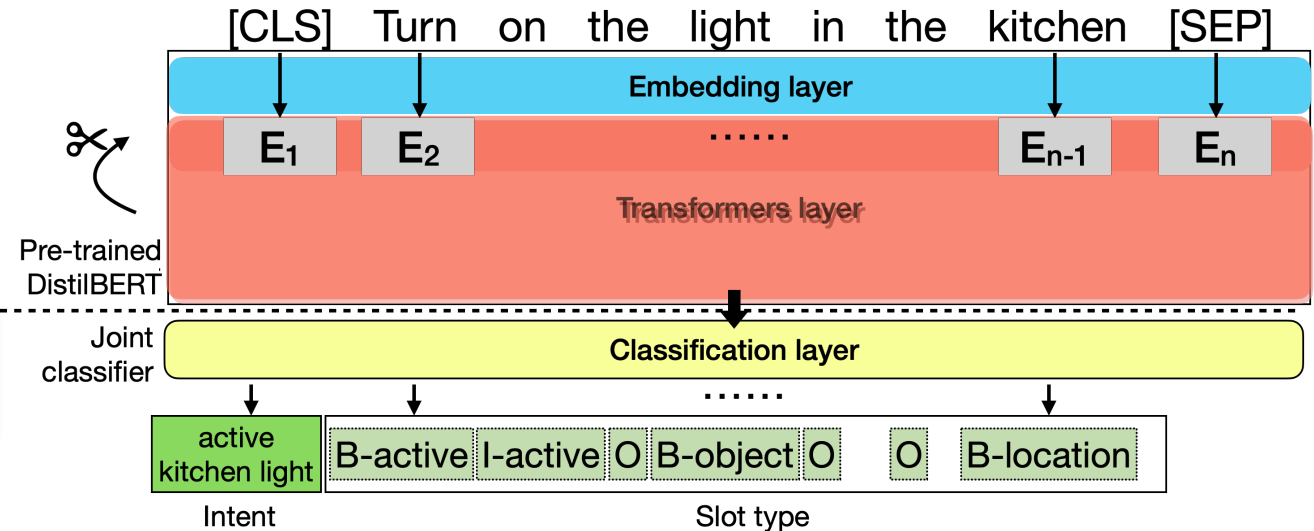 [CLS] Turn on the light in the kitchen [SEP]
Embedding layer
E1 E2 ...... En-1 En
Transformers layer
Pre-trained
DistilBERT
Joint
classifier
Classification layer
......
active
kitchen light
B-active I-active O B-object O O B-location
Intent Slot type